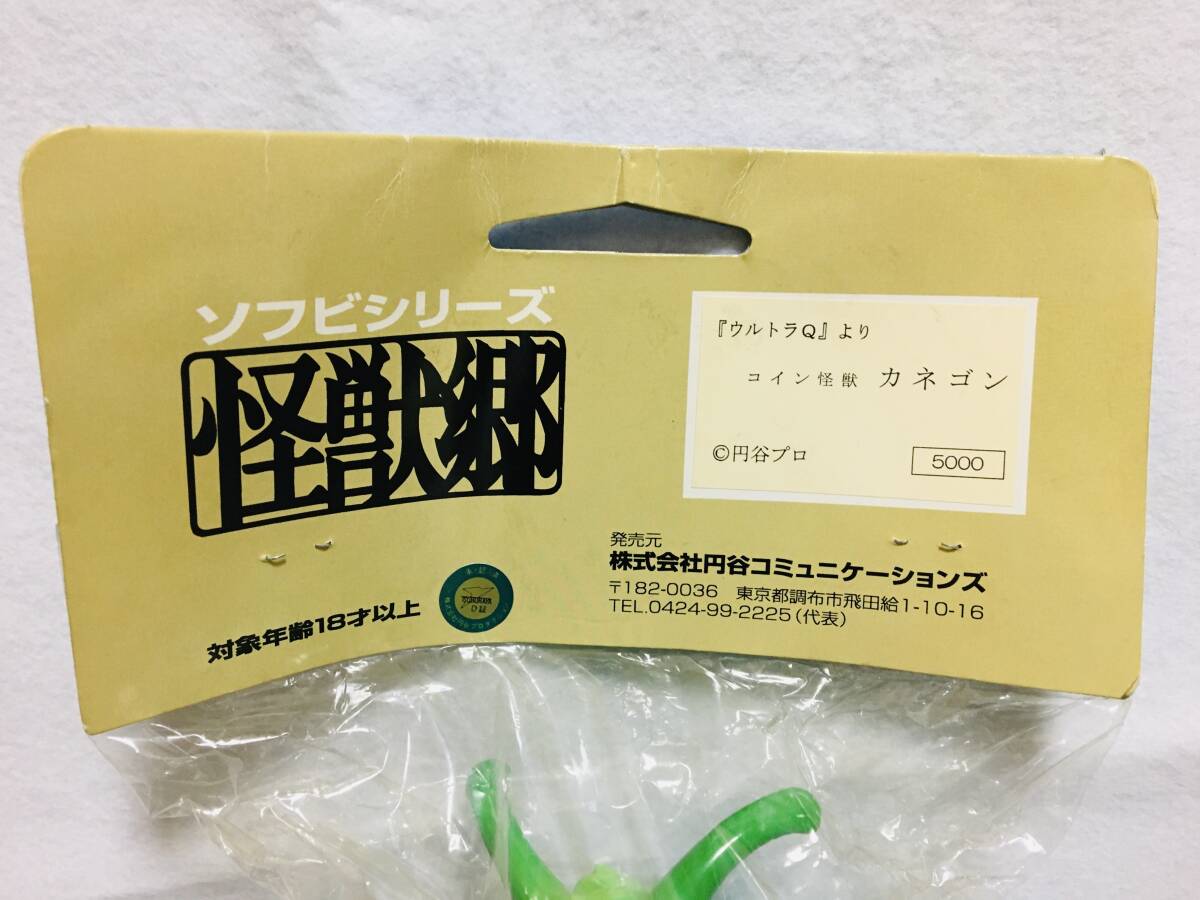 ソフビシリーズ
怪獣郷
対象年齢18才以上
『ウルトラQ』より
コイン怪獣 カネゴン
©円谷プロ
5000
発売元
株式会社円谷コミュニケーションズ
〒182-0036 東京都調布市飛田給1-10-16
TEL.0424-99-2225(代表)